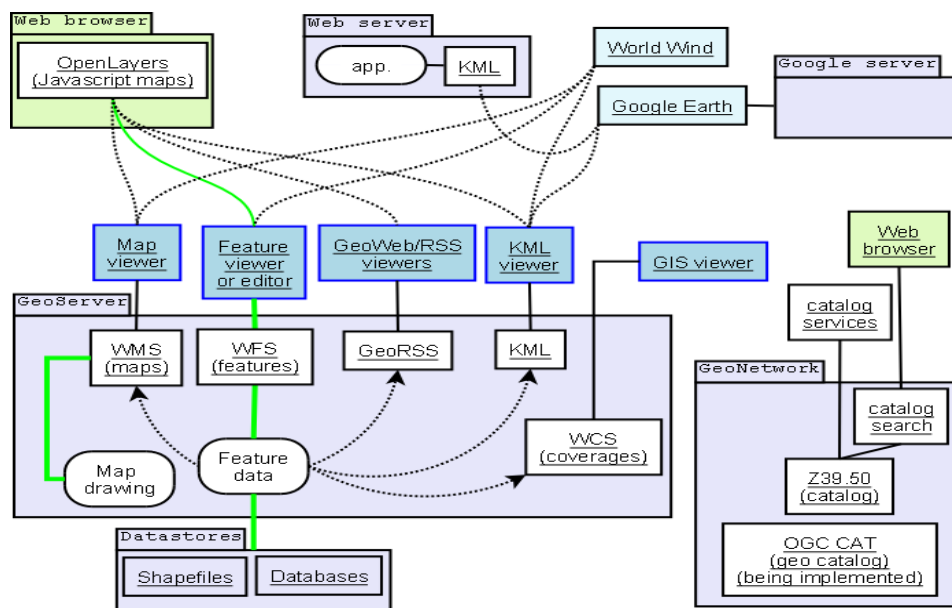 Web browser
OpenLayers
(Javascript maps)
Web server
app.
KML
World Wind
Google Earth
Google server
Map
viewer
Feature
viewer
or editor
GeoWeb/RSS
viewers
KML
viewer
GIS viewer
Web
browser
GeoServer
WMS
(maps)
WFS
(features)
GeoRSS
KML
catalog
services
GeoNetwork
catalog
search
WCS
(coverages)
Map
drawing
Feature
data
Z39.50
(catalog)
OGC CAT
(geo catalog)
(being implemented)
Datastores
Shapefiles
Databases